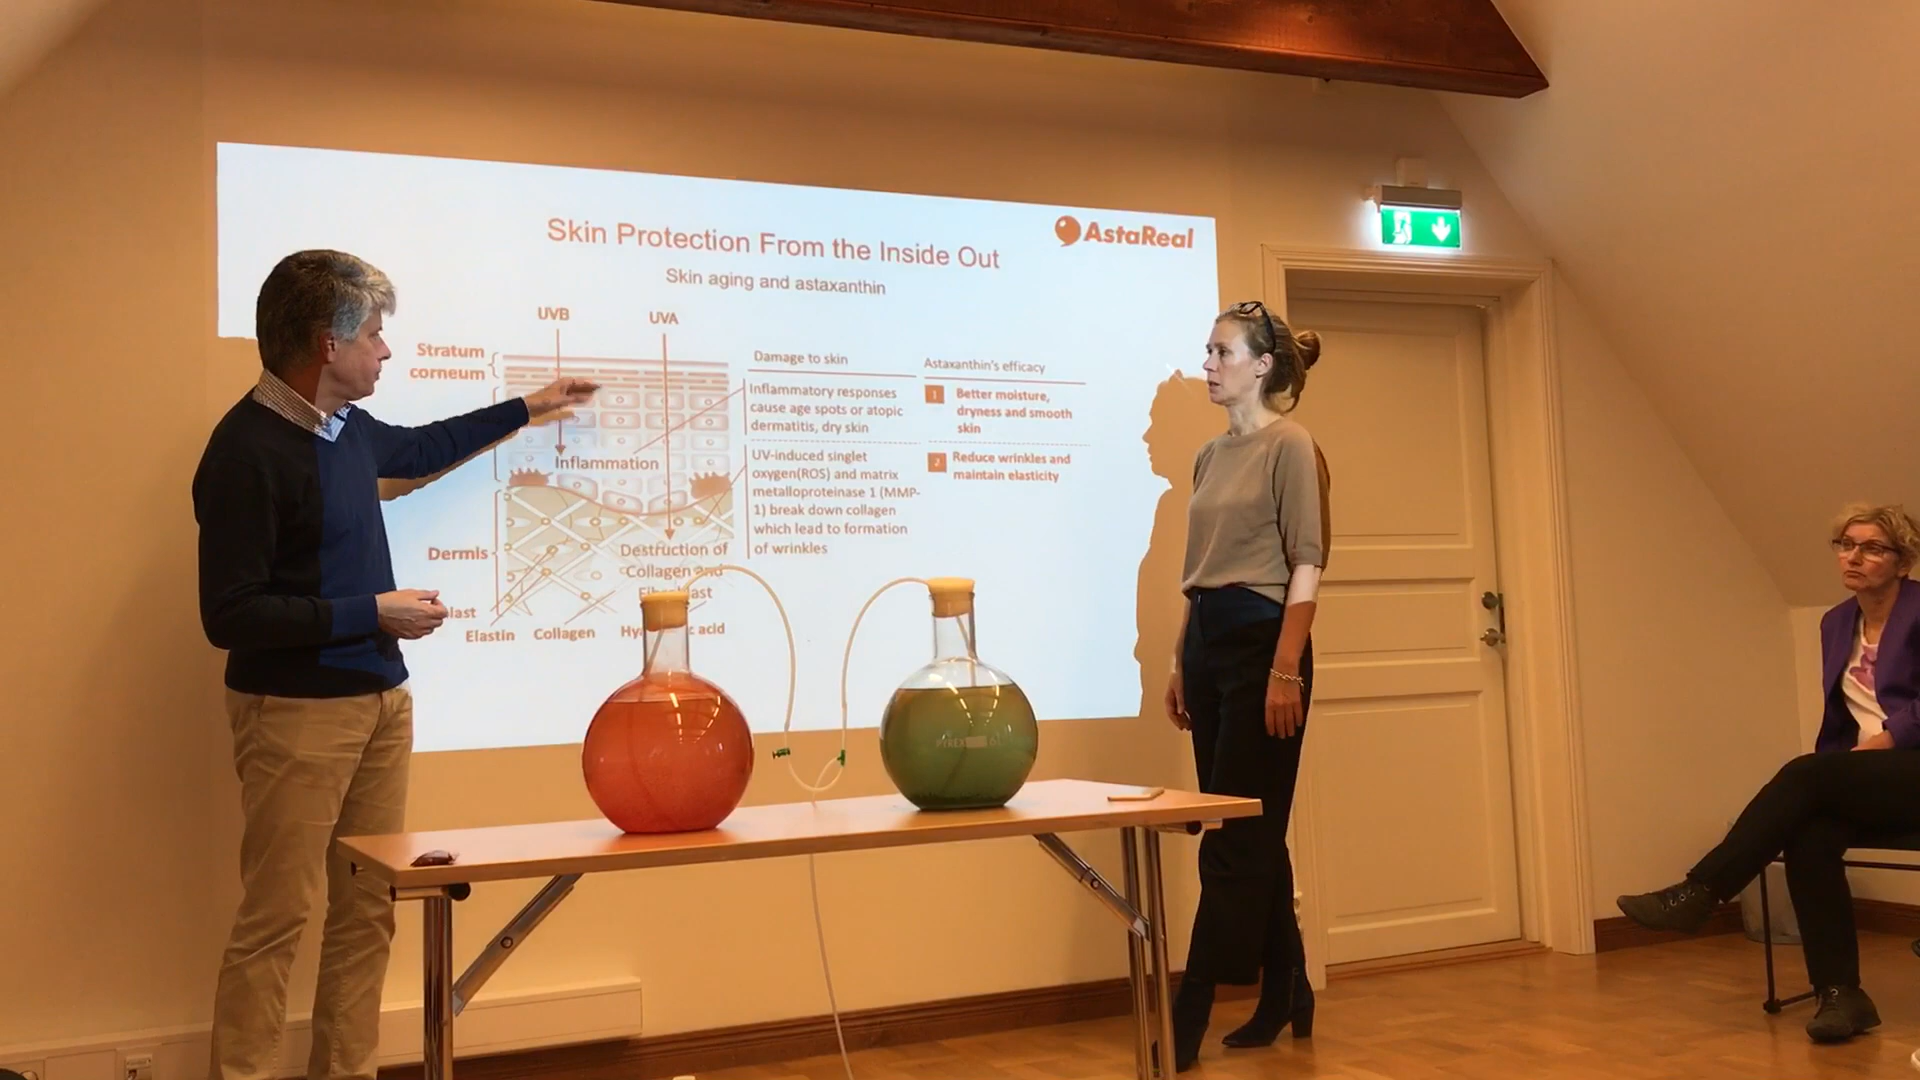 Skin Protection From the Inside Out
AstaReal
Skin aging and astaxanthin
UVB
UVA
Stratum
corneum
Inflammation
Dermis
Destruction of
Collagen and
last
Elastin
Collagen
acid
Damage to skin
Inflammatory responses
cause age spots or atopic
dermatitis, dry skin
UV-induced singlet
oxygen(ROS) and matrix
metalloproteinase 1 (MMP-
1) break down collagen
which lead to formation
of wrinkles
Astaxanthin's efficacy
1
Better moisture,
dryness and smooth
skin
2
Reduce wrinkles and
maintain elasticity
PYREX